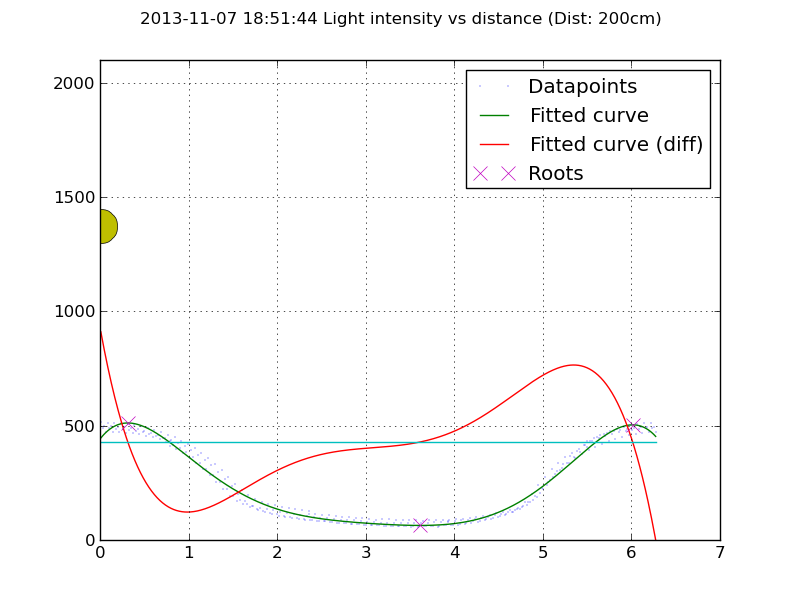 2013-11-07 18:51:44 Light intensity vs distance (Dist: 200cm)
2000
1500
1000
500
0
Datapoints
Fitted curve
Fitted curve (diff)
Roots
0 1 2 3 4 5 6 7